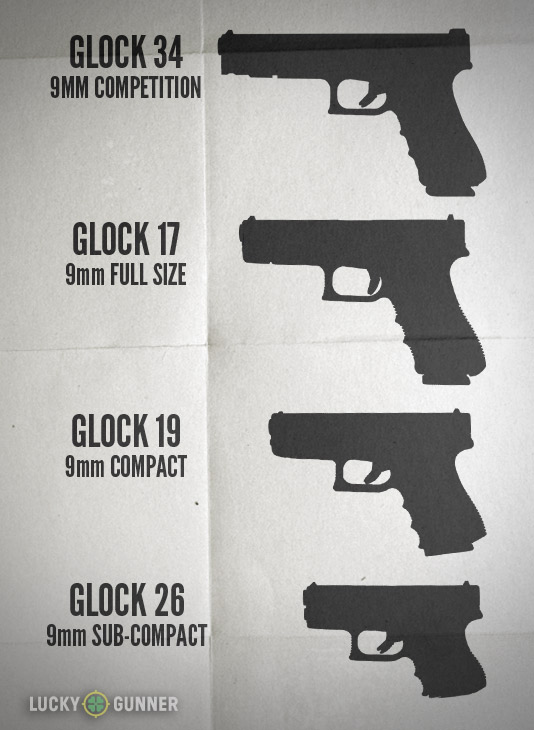 GLOCK 34
9MM COMPETITION
GLOCK 17
9mm FULL SIZE
GLOCK 19
9mm COMPACT
GLOCK 26
9mm SUB-COMPACT
LUCKY GUNNER